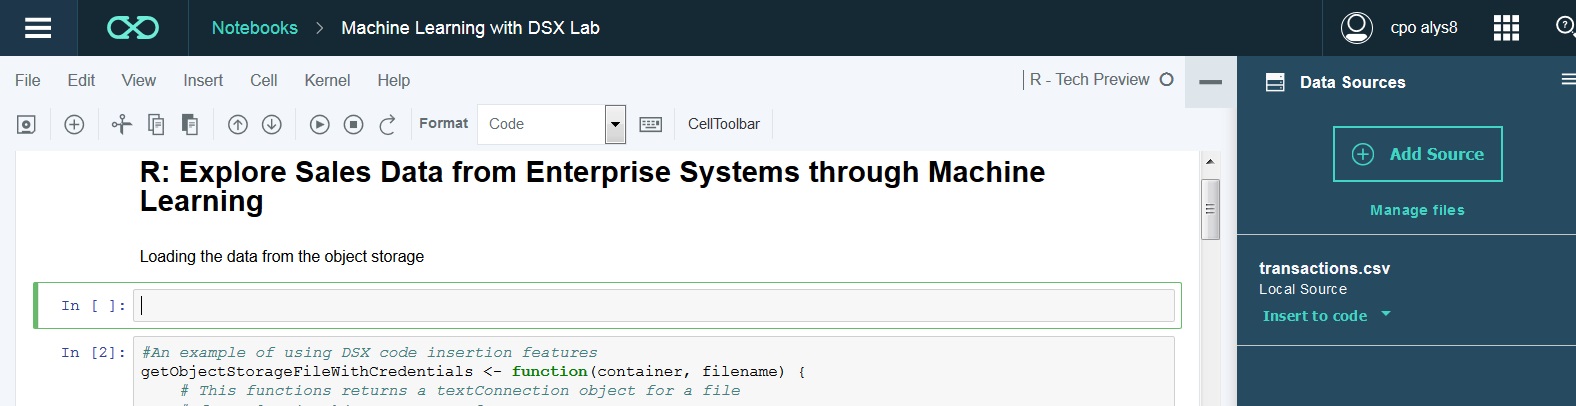 Notebooks > Machine Learning with DSX Lab
cpo alys8
File Edit View Insert Cell Kernel Help
R - Tech Preview
Format Code CellToolbar
Data Sources
Add Source
Manage files
transactions.csv
Local Source
Insert to code
R: Explore Sales Data from Enterprise Systems through Machine
Learning
Loading the data from the object storage
In [ ]:
In [2]: #An example of using DSX code insertion features
getObjectStorageFileWithCredentials <- function(container, filename) {
# This functions returns a textConnection object for a file